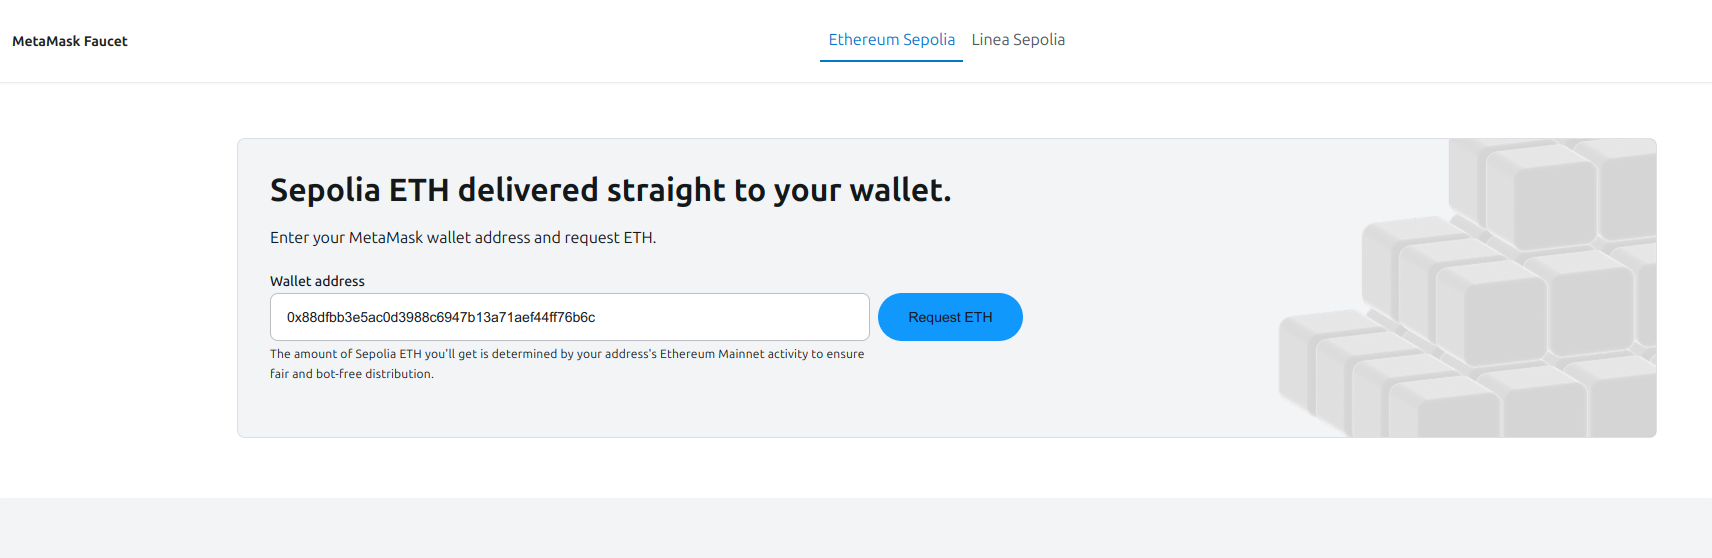 MetaMask Faucet
Ethereum Sepolia
Linea Sepolia
Sepolia ETH delivered straight to your wallet.
Enter your MetaMask wallet address and request ETH.
Wallet address
0x88dfbb3e5ac0d3988c6947b13a71aef44ff76b6c
Request ETH
The amount of Sepolia ETH you'll get is determined by your address's Ethereum Mainnet activity to ensure
fair and bot-free distribution.